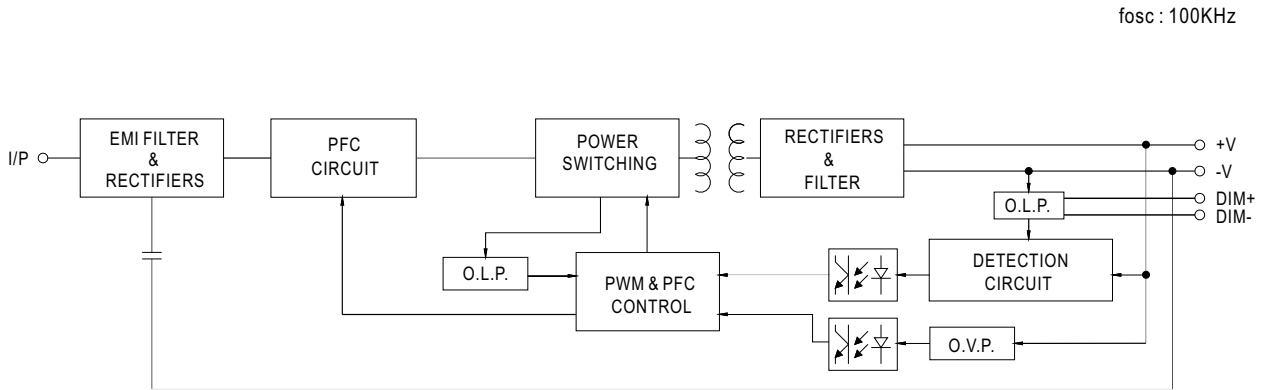 fosc : 100KHz
I/P
EMI FILTER
&
RECTIFIERS
PFC
CIRCUIT
POWER
SWITCHING
RECTIFIERS
&
FILTER
+V
-V
DIM+
DIM-
O.L.P.
O.L.P.
PWM & PFC
CONTROL
DETECTION
CIRCUIT
O.V.P.